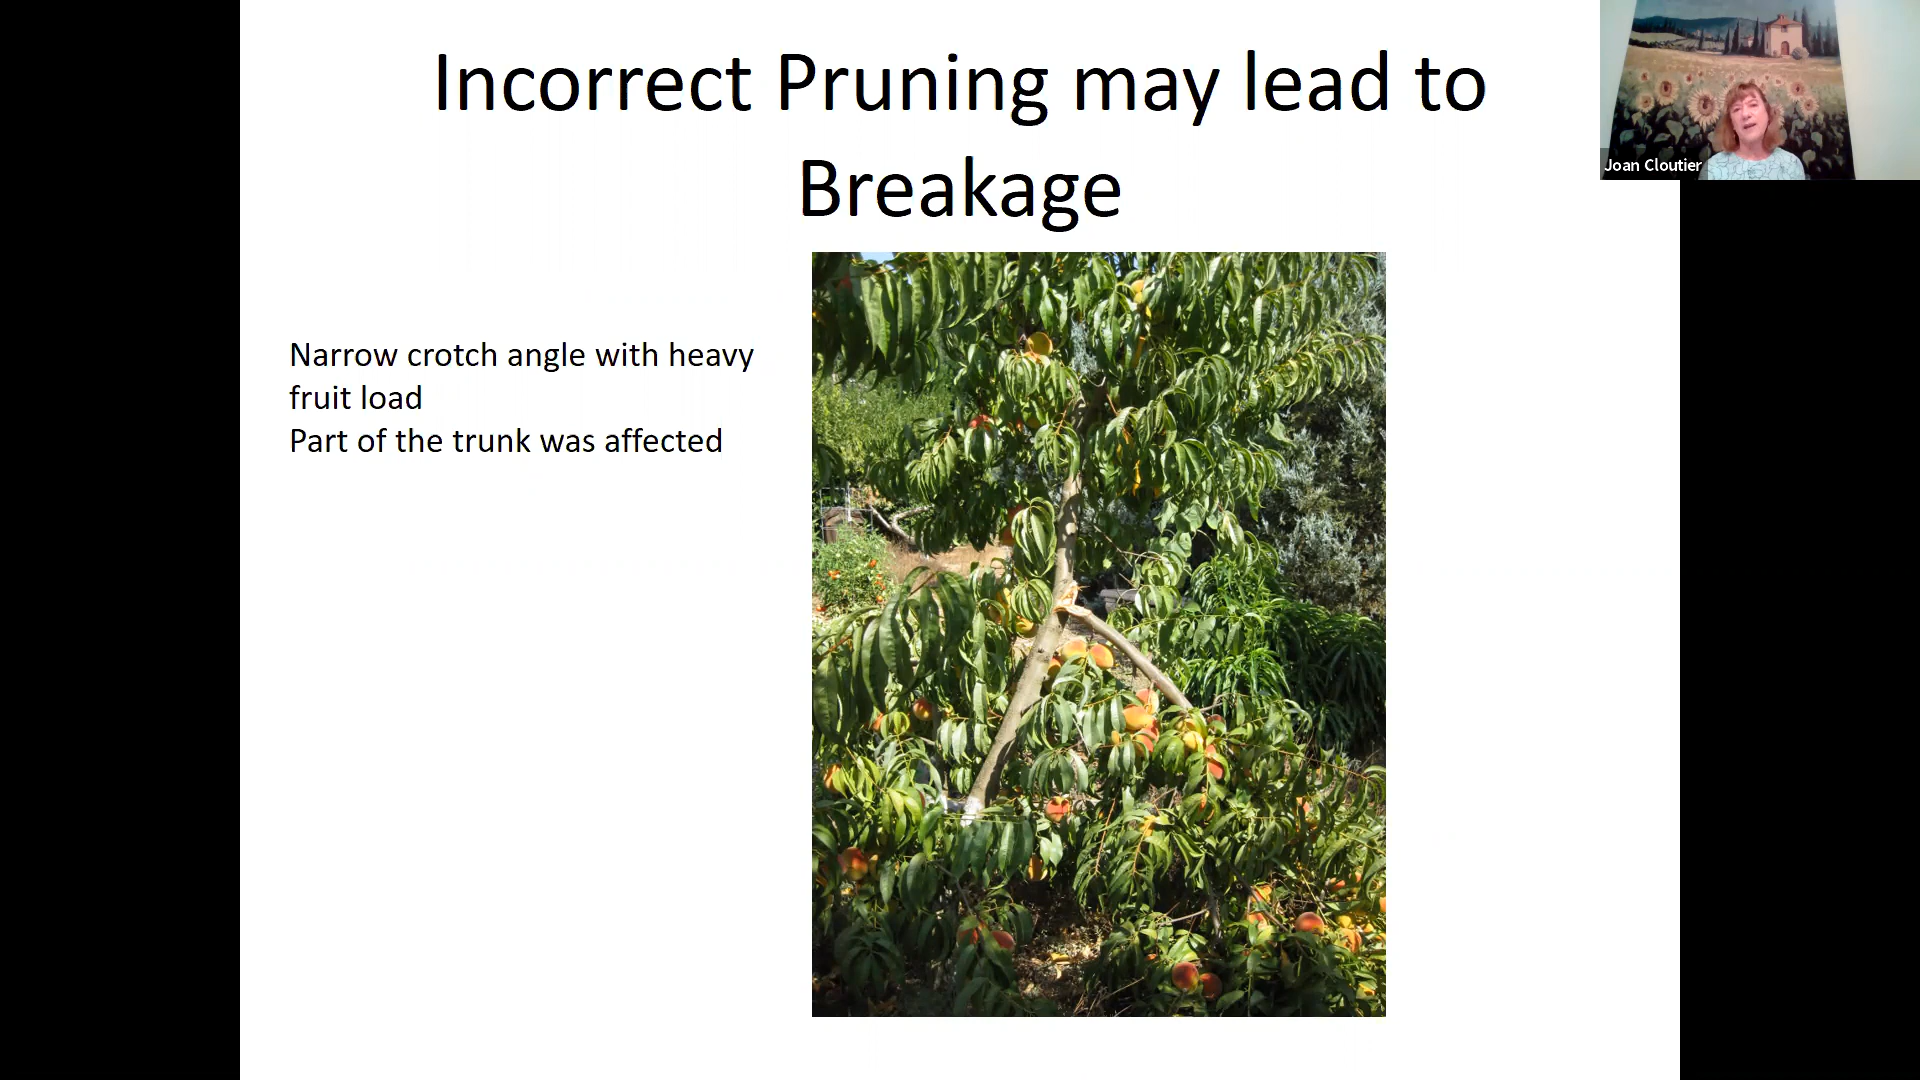 Incorrect Pruning may lead to
Breakage
Joan Cloutier
Narrow crotch angle with heavy
fruit load
Part of the trunk was affected